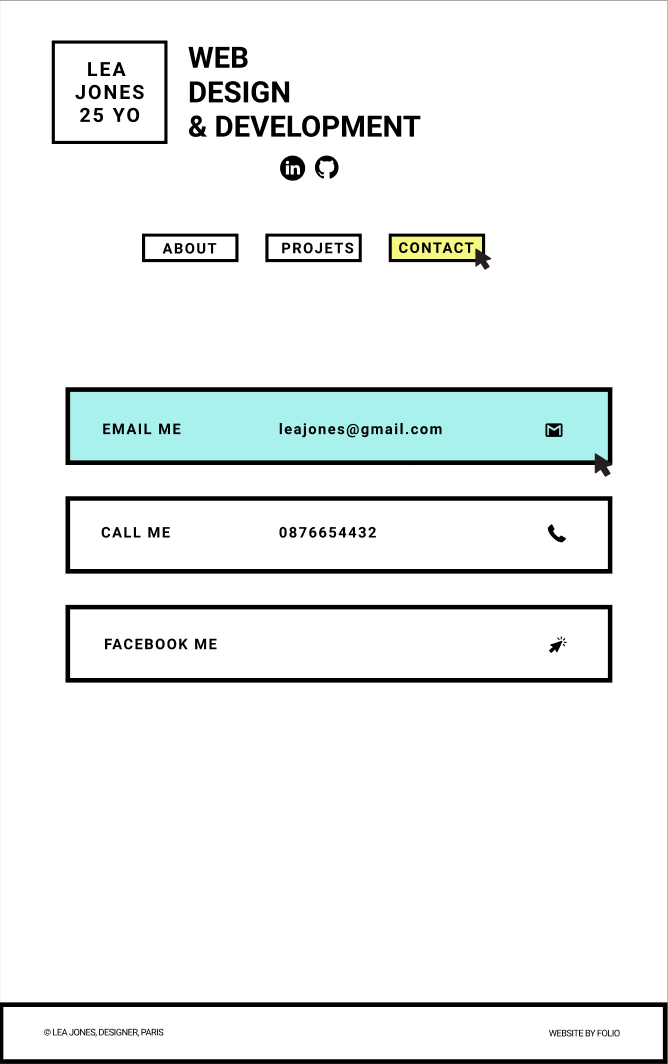 LEA
JONES
25 YO
WEB
DESIGN
& DEVELOPMENT
in
ABOUT
PROJETS
CONTACT
EMAIL ME leajones@gmail.com
CALL ME 0876654432
FACEBOOK ME
© LEA JONES, DESIGNER, PARIS
WEBSITE BY FOLIO